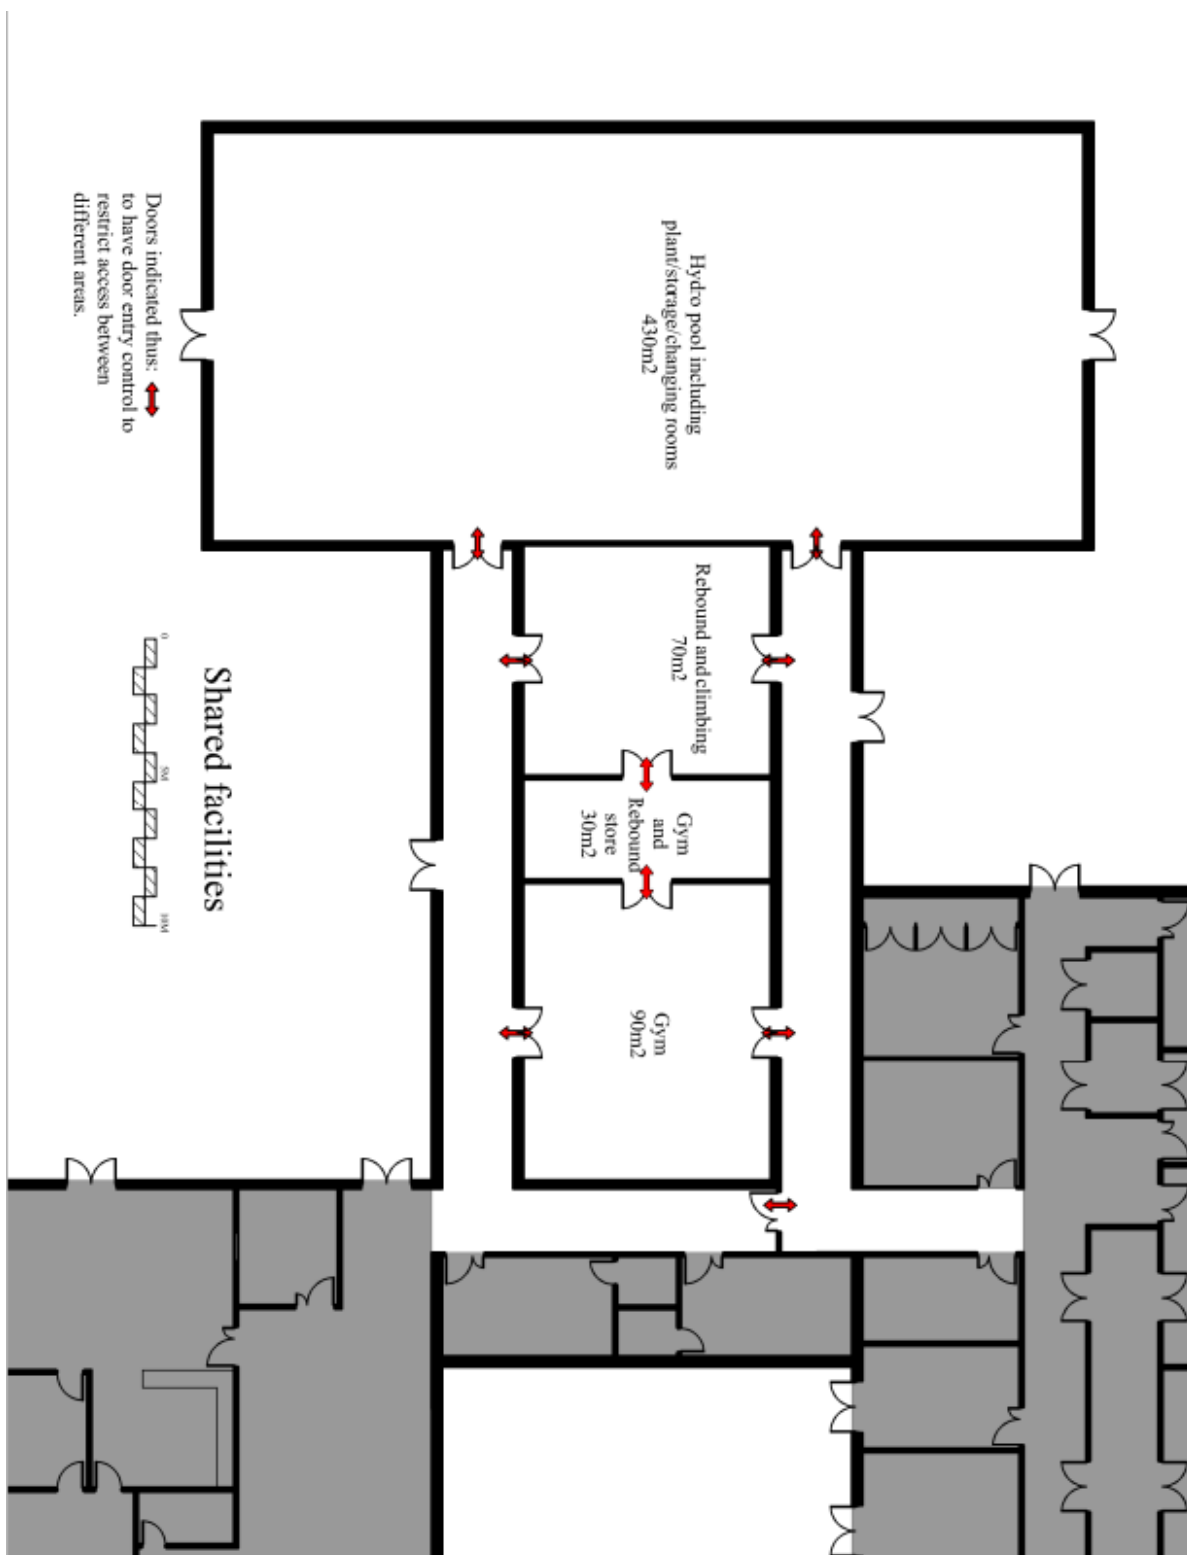 Hydro pool including
plant/storage/changing rooms
430m2
Doors indicated thus:
to have door entry control to
restrict access between
different areas.
Rebound and climbing
70m2
Gym
and
Rebound
store
30m2
Gym
90m2
Shared facilities
0
5M
10M